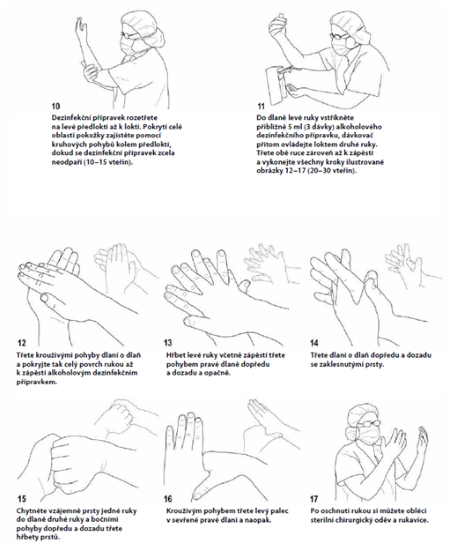 10
Dezinfekční přípravek rozetřete
na levé předloktí až k lokti. Pokrytí celé
oblasti pokožky zajistěte pomocí
kruhových pohybů kolem předloktí,
dokud se dezinfekční přípravek zcela
neodpaří (10–15 vteřin).
11
Do dlaně levé ruky vstříkněte
přibližně 5 ml (3 dávky) alkoholového
dezinfekčního přípravku, dávkovač
přitom ovládejte loktem druhé ruky.
Třete obě ruce zároveň až k zápěstí
a vykonejte všechny kroky ilustrované
obrázky 12–17 (20–30 vteřin).
12
Třete krouživými pohyby dlaní o dlaň
a pokryjte tak celý povrch rukou až
k zápěstí alkoholovým dezinfekčním
přípravkem.
13
Hřbet levé ruky včetně zápěstí třete
pohybem pravé dlaně dopředu
a dozadu a opačně.
14
Třete dlaní o dlaň dopředu a dozadu
se zaklesnutými prsty.
15
Chytněte vzájemně prsty jedné ruky
do dlaně druhé ruky a bočními
pohyby dopředu a dozadu třete
hřbety prstů.
16
Krouživým pohybem třete levý palec
v sevřené pravé dlani a naopak.
17
Po oschnutí rukou si můžete obléci
sterilní chirurgický oděv a rukavice.